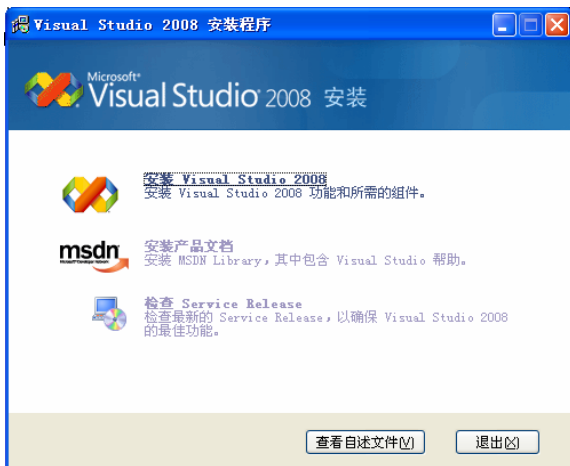 Visual Studio 2008 安装程序
Microsoft
Visual Studio 2008 安装
安装 Visual Studio 2008
安装 Visual Studio 2008 功能和所需的组件。
msdn
安装产品文档
安装 MSDN Library，其中包含 Visual Studio 帮助。
检查 Service Release
检查最新的 Service Release，以确保 Visual Studio 2008
的最佳功能。
查看自述文件(V)
退出(X)